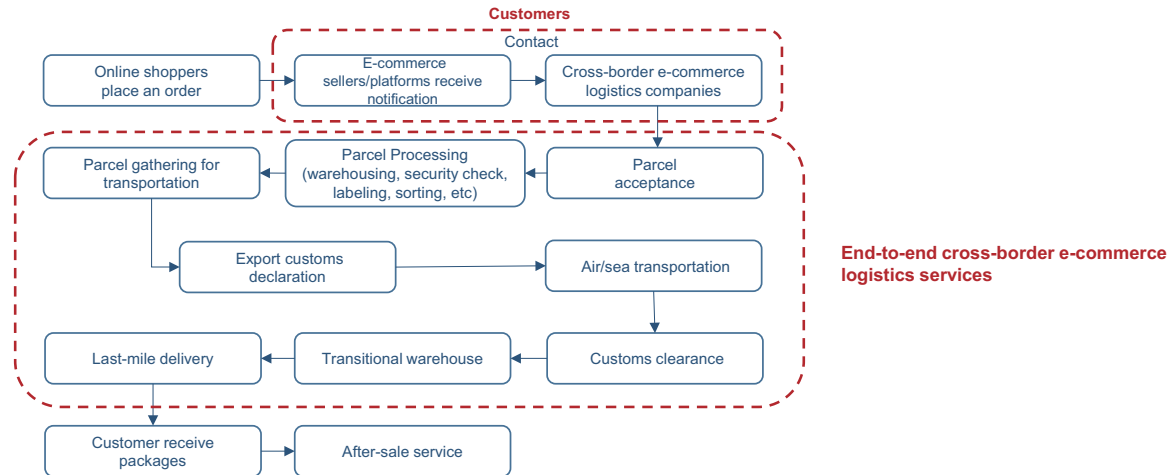 Customers
Contact
Online shoppers
place an order
E-commerce
sellers/platforms receive
notification
Cross-border e-commerce
logistics companies
Parcel gathering for
transportation
Parcel Processing
(warehousing, security check,
labeling, sorting, etc)
Parcel
acceptance
Export customs
declaration
Air/sea transportation
End-to-end cross-border e-commerce
logistics services
Last-mile delivery
Transitional warehouse
Customs clearance
Customer receive
packages
After-sale service